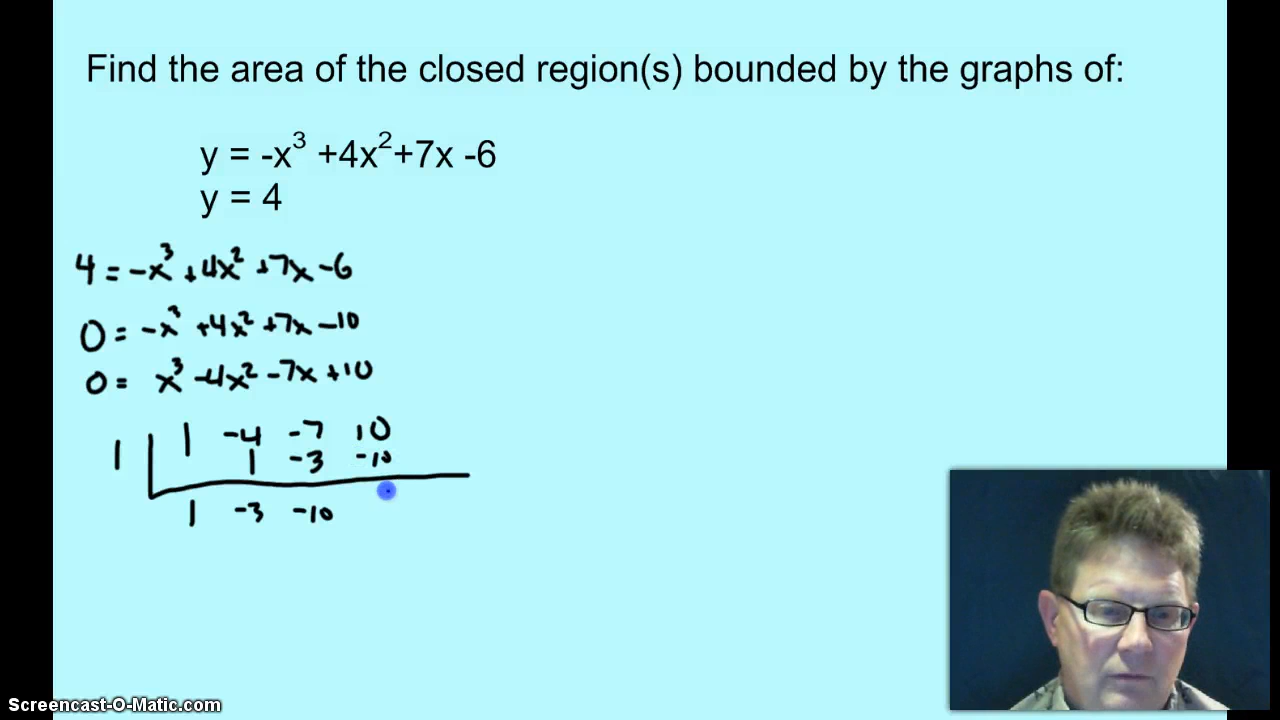 Find the area of the closed region(s) bounded by the graphs of:
y = -x³ +4x²+7x -6
y = 4
4 = -x³ +4x² +7x -6
0 = -x³ +4x² +7x -10
0 = x³ -4x² -7x +10
1 | 1 -4 -7 10
1 -3 -10
1 -3 -10
Screencast-O-Matic.com